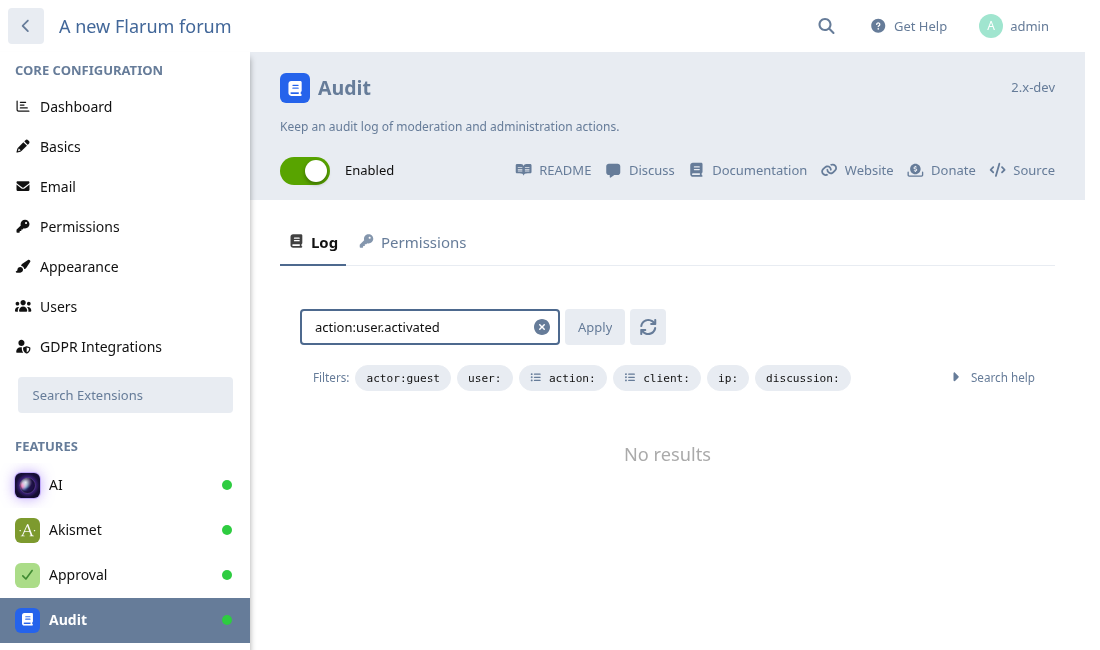 A new Flarum forum
Get Help
A
admin
CORE CONFIGURATION
Dashboard
Basics
Email
Permissions
Appearance
Users
GDPR Integrations
Search Extensions
FEATURES
AI
A
Akismet
Approval
Audit
Audit
2.x-dev
Keep an audit log of moderation and administration actions.
Enabled
README
Discuss
Documentation
Website
Donate
Source
Log
Permissions
action:user.activated
Apply
Filters:
actor:guest
user:
action:
client:
ip:
discussion:
Search help
No results